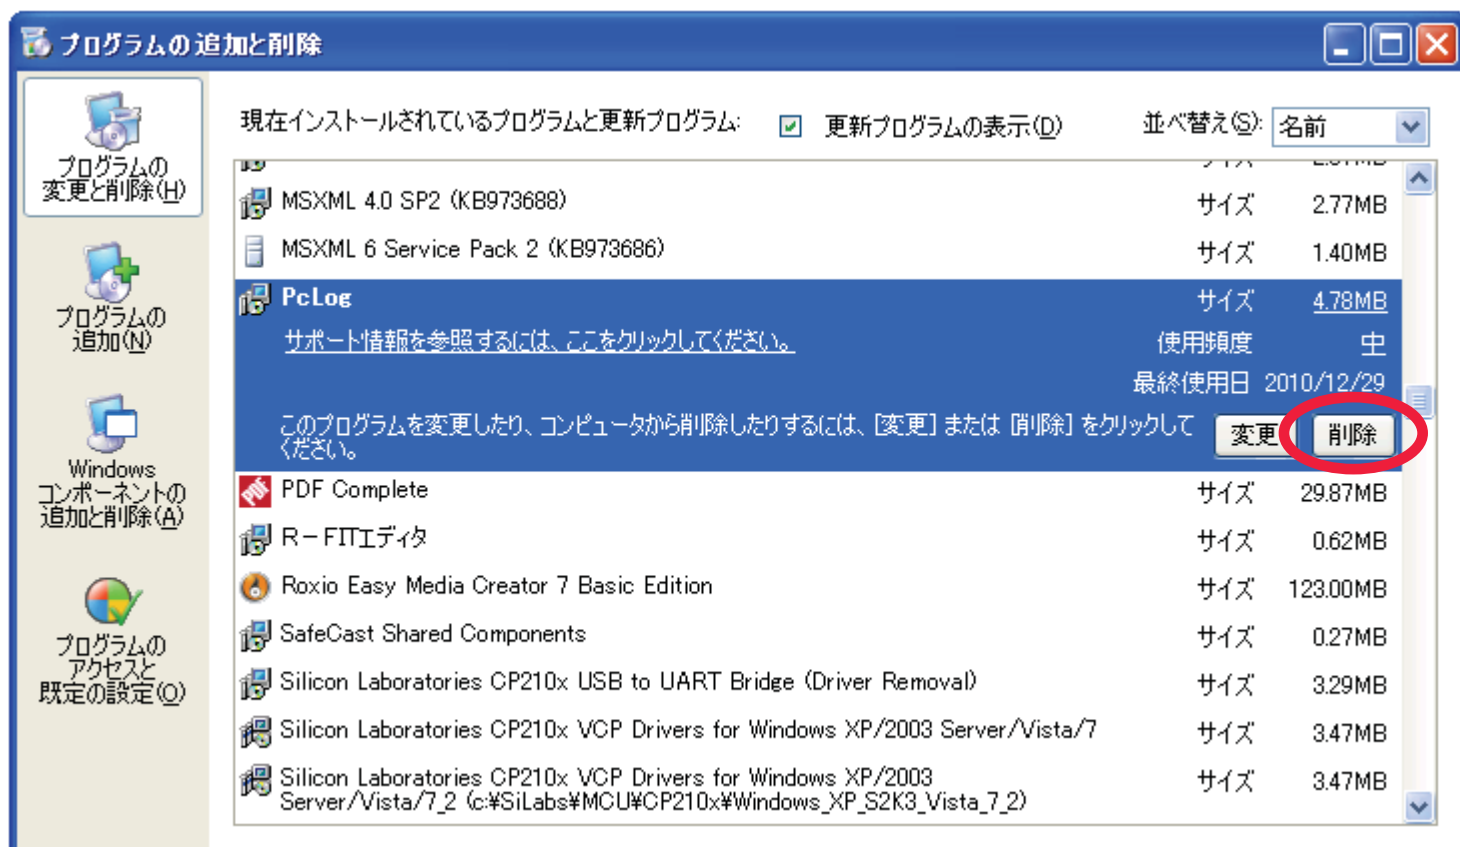 プログラムの追加と削除
プログラムの
変更と削除(H)
プログラムの
追加(N)
Windows
コンポーネントの
追加と削除(A)
プログラムの
アクセスと
既定の設定(O)
現在インストールされているプログラムと更新プログラム: 更新プログラムの表示(D) 並べ替え(S): 名前
MSXML 4.0 SP2 (KB973688) サイズ 2.77MB
MSXML 6 Service Pack 2 (KB973686) サイズ 1.40MB
PcLog サイズ 4.78MB
サポート情報を参照するには、ここをクリックしてください。 使用頻度 中
最終使用日 2010/12/29
このプログラムを変更したり、コンピュータから削除したりするには、[変更] または [削除] をクリックして
ください。 変更 削除
PDF Complete サイズ 29.87MB
R－FITエディタ サイズ 0.62MB
Roxio Easy Media Creator 7 Basic Edition サイズ 123.00MB
SafeCast Shared Components サイズ 0.27MB
Silicon Laboratories CP210x USB to UART Bridge (Driver Removal) サイズ 3.29MB
Silicon Laboratories CP210x VCP Drivers for Windows XP/2003 Server/Vista/7 サイズ 3.47MB
Silicon Laboratories CP210x VCP Drivers for Windows XP/2003 サイズ 3.47MB
Server/Vista/7_2 (c:¥SiLabs¥MCU¥CP210x¥Windows_XP_S2K3_Vista_7_2)